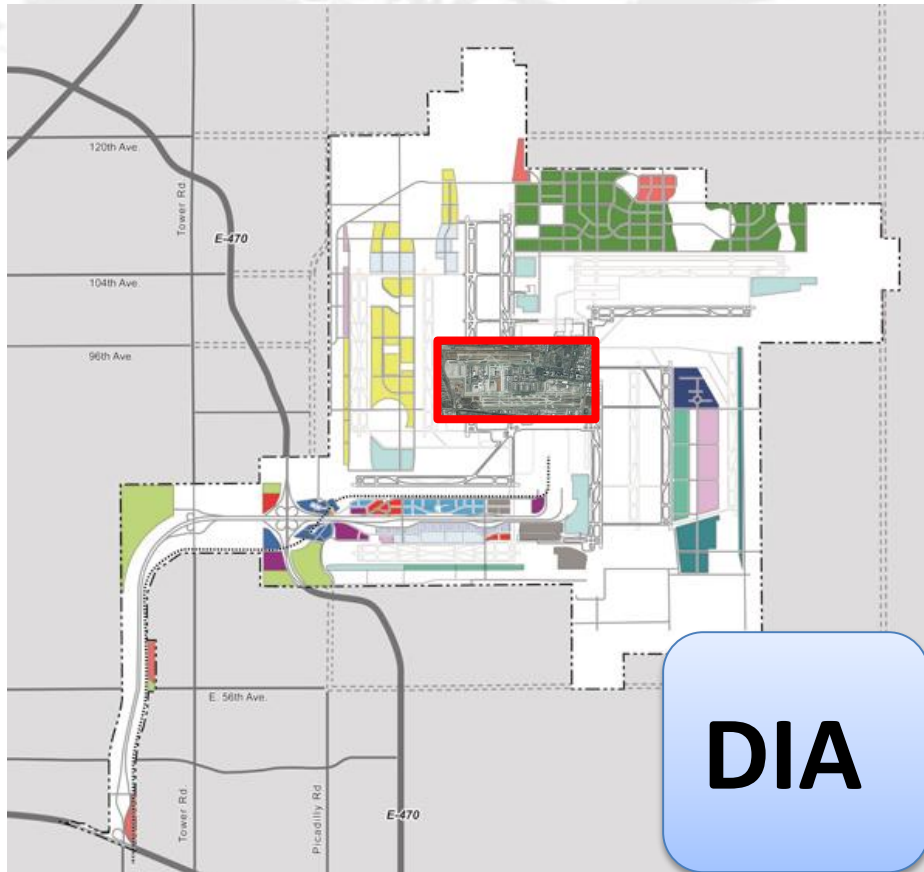 120th Ave.
Tower Rd.
E-470
104th Ave.
96th Ave.
E. 56th Ave.
Tower Rd.
Picadilly Rd.
E-470
DIA